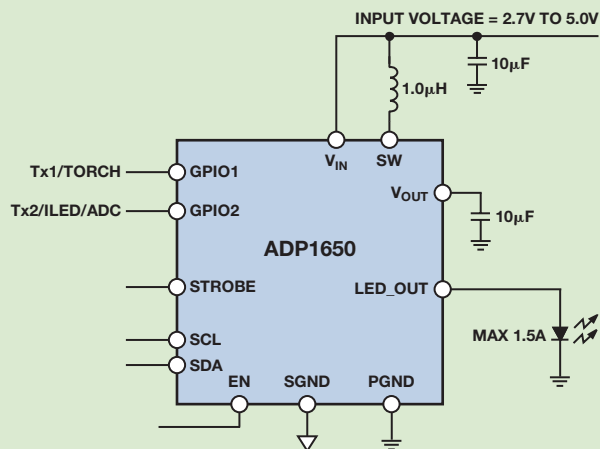 INPUT VOLTAGE = 2.7V TO 5.0V
10μF
1.0μH
VIN
SW
Tx1/TORCH
GPIO1
VOUT
Tx2/ILED/ADC
GPIO2
10μF
ADP1650
STROBE
LED_OUT
MAX 1.5A
SCL
SDA
EN
SGND
PGND